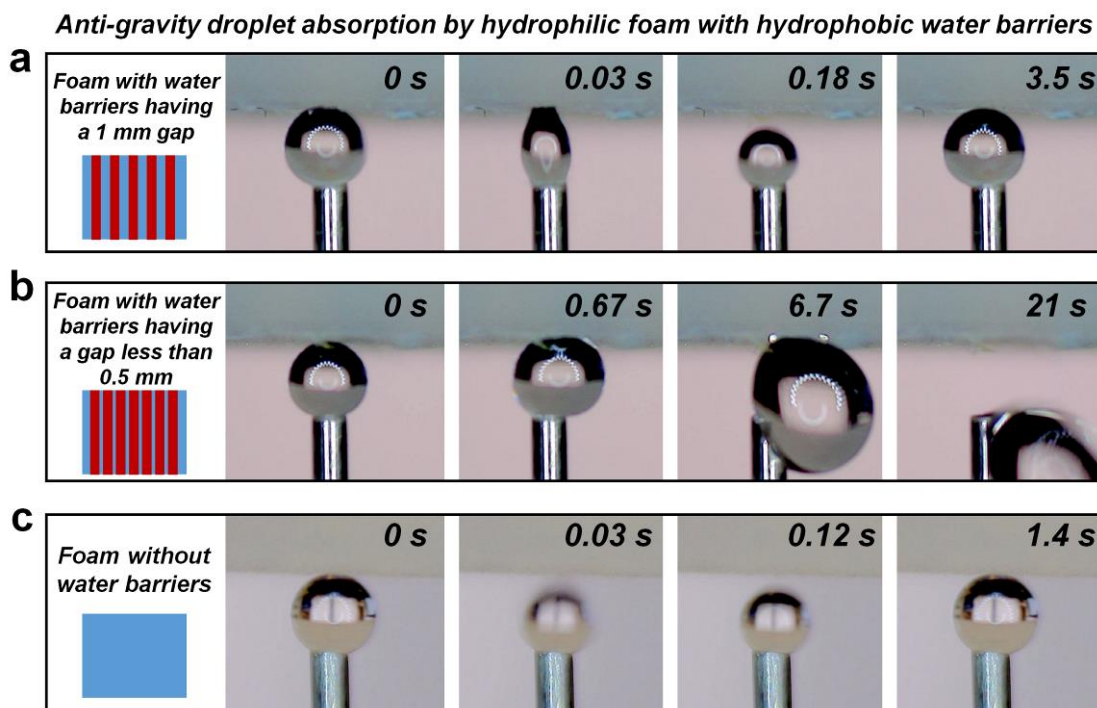 Anti-gravity droplet absorption by hydrophilic foam with hydrophobic water barriers
a
Foam with water
barriers having
a 1 mm gap
0 s
0.03 s
0.18 s
3.5 s
b
Foam with water
barriers having
a gap less than
0.5 mm
0 s
0.67 s
6.7 s
21 s
c
Foam without
water barriers
0 s
0.03 s
0.12 s
1.4 s